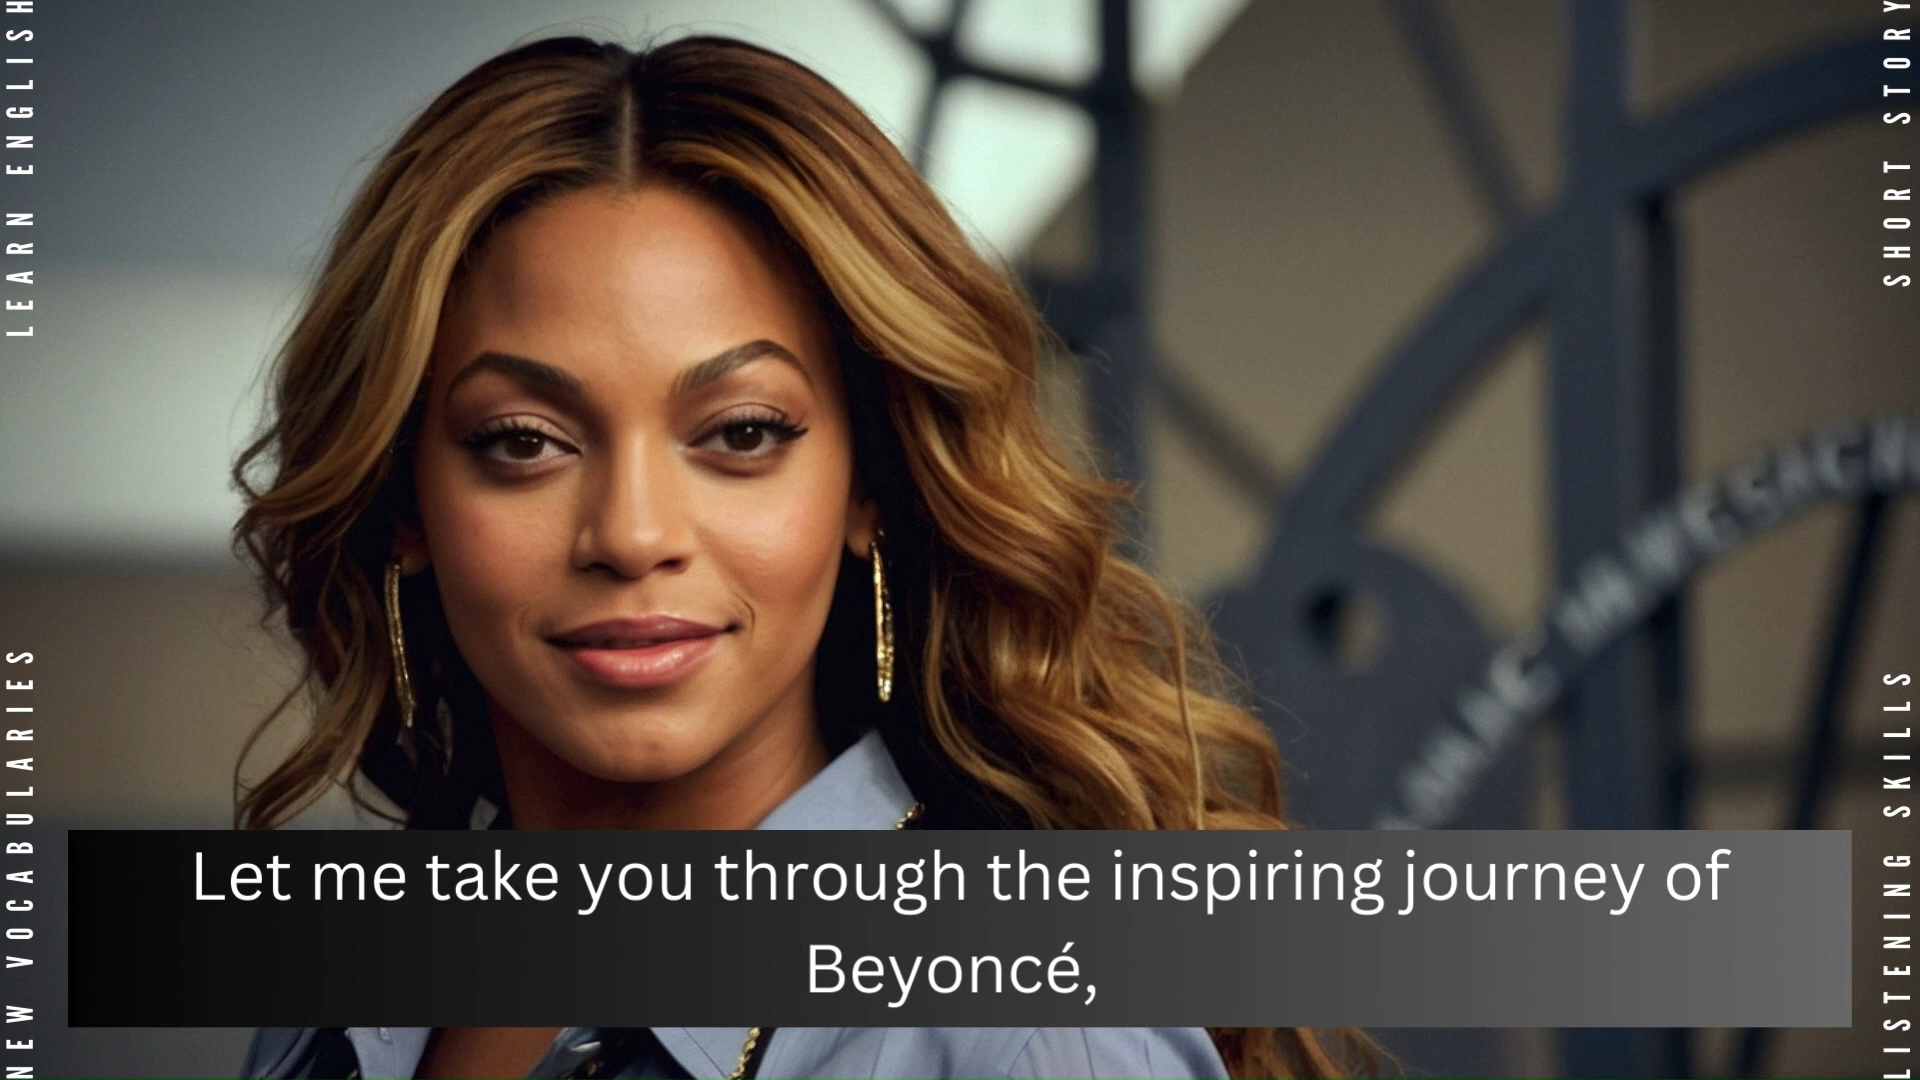 LEARN ENGLISH
SHORT STORY
NEW VOCABULARIES
LISTENING SKILLS
Let me take you through the inspiring journey of
Beyoncé,